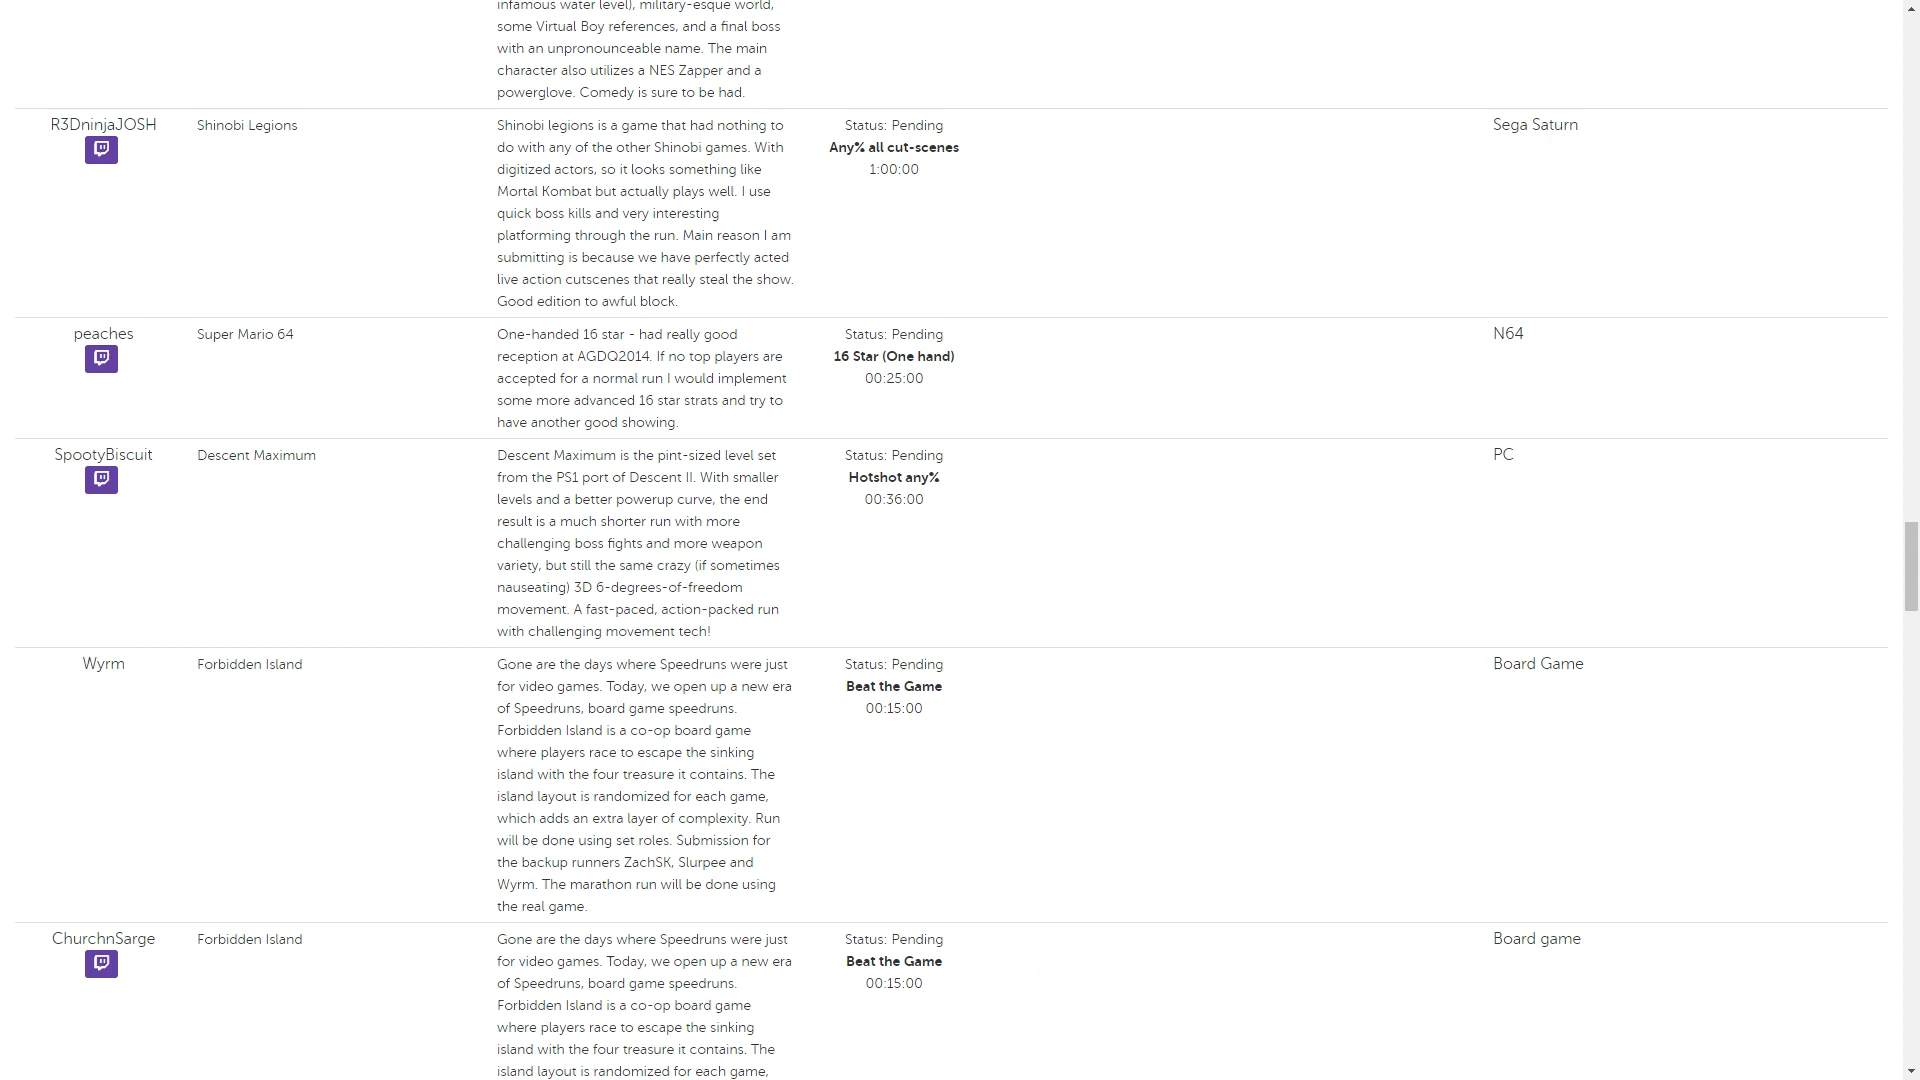 infamous water level), military-esque world,
some Virtual Boy references, and a final boss
with an unpronounceable name. The main
character also utilizes a NES Zapper and a
powerglove. Comedy is sure to be had.
R3DninjaJOSH
Shinobi Legions
Shinobi legions is a game that had nothing to
do with any of the other Shinobi games. With
digitized actors, so it looks something like
Mortal Kombat but actually plays well. I use
quick boss kills and very interesting
platforming through the run. Main reason I am
submitting is because we have perfectly acted
live action cutscenes that really steal the show.
Good edition to awful block.
Status: Pending
Any% all cut-scenes
1:00:00
Sega Saturn
peaches
Super Mario 64
One-handed 16 star - had really good
reception at AGDQ2014. If no top players are
accepted for a normal run I would implement
some more advanced 16 star strats and try to
have another good showing.
Status: Pending
16 Star (One hand)
00:25:00
N64
SpootyBiscuit
Descent Maximum
Descent Maximum is the pint-sized level set
from the PS1 port of Descent II. With smaller
levels and a better powerup curve, the end
result is a much shorter run with more
challenging boss fights and more weapon
variety, but still the same crazy (if sometimes
nauseating) 3D 6-degrees-of-freedom
movement. A fast-paced, action-packed run
with challenging movement tech!
Status: Pending
Hotshot any%
00:36:00
PC
Wyrm
Forbidden Island
Gone are the days where Speedruns were just
for video games. Today, we open up a new era
of Speedruns, board game speedruns.
Forbidden Island is a co-op board game
where players race to escape the sinking
island with the four treasure it contains. The
island layout is randomized for each game,
which adds an extra layer of complexity. Run
will be done using set roles. Submission for
the backup runners ZachSK, Slurpee and
Wyrm. The marathon run will be done using
the real game.
Status: Pending
Beat the Game
00:15:00
Board Game
ChurchnSarge
Forbidden Island
Gone are the days where Speedruns were just
for video games. Today, we open up a new era
of Speedruns, board game speedruns.
Forbidden Island is a co-op board game
where players race to escape the sinking
island with the four treasure it contains. The
island layout is randomized for each game,
Status: Pending
Beat the Game
00:15:00
Board game